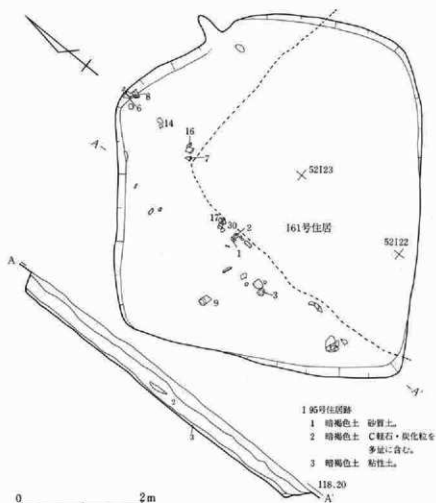 8
6
14
16
7
A
52I23
161号住居
17
30
2
1
52I22
3
9
A
A'
2
3
I 95号住居跡
1 暗褐色土 砂質土。
2 暗褐色土 C軽石・炭化粒を
多量に含む。
3 暗褐色土 粘性土。
118.20
A'
0 2m